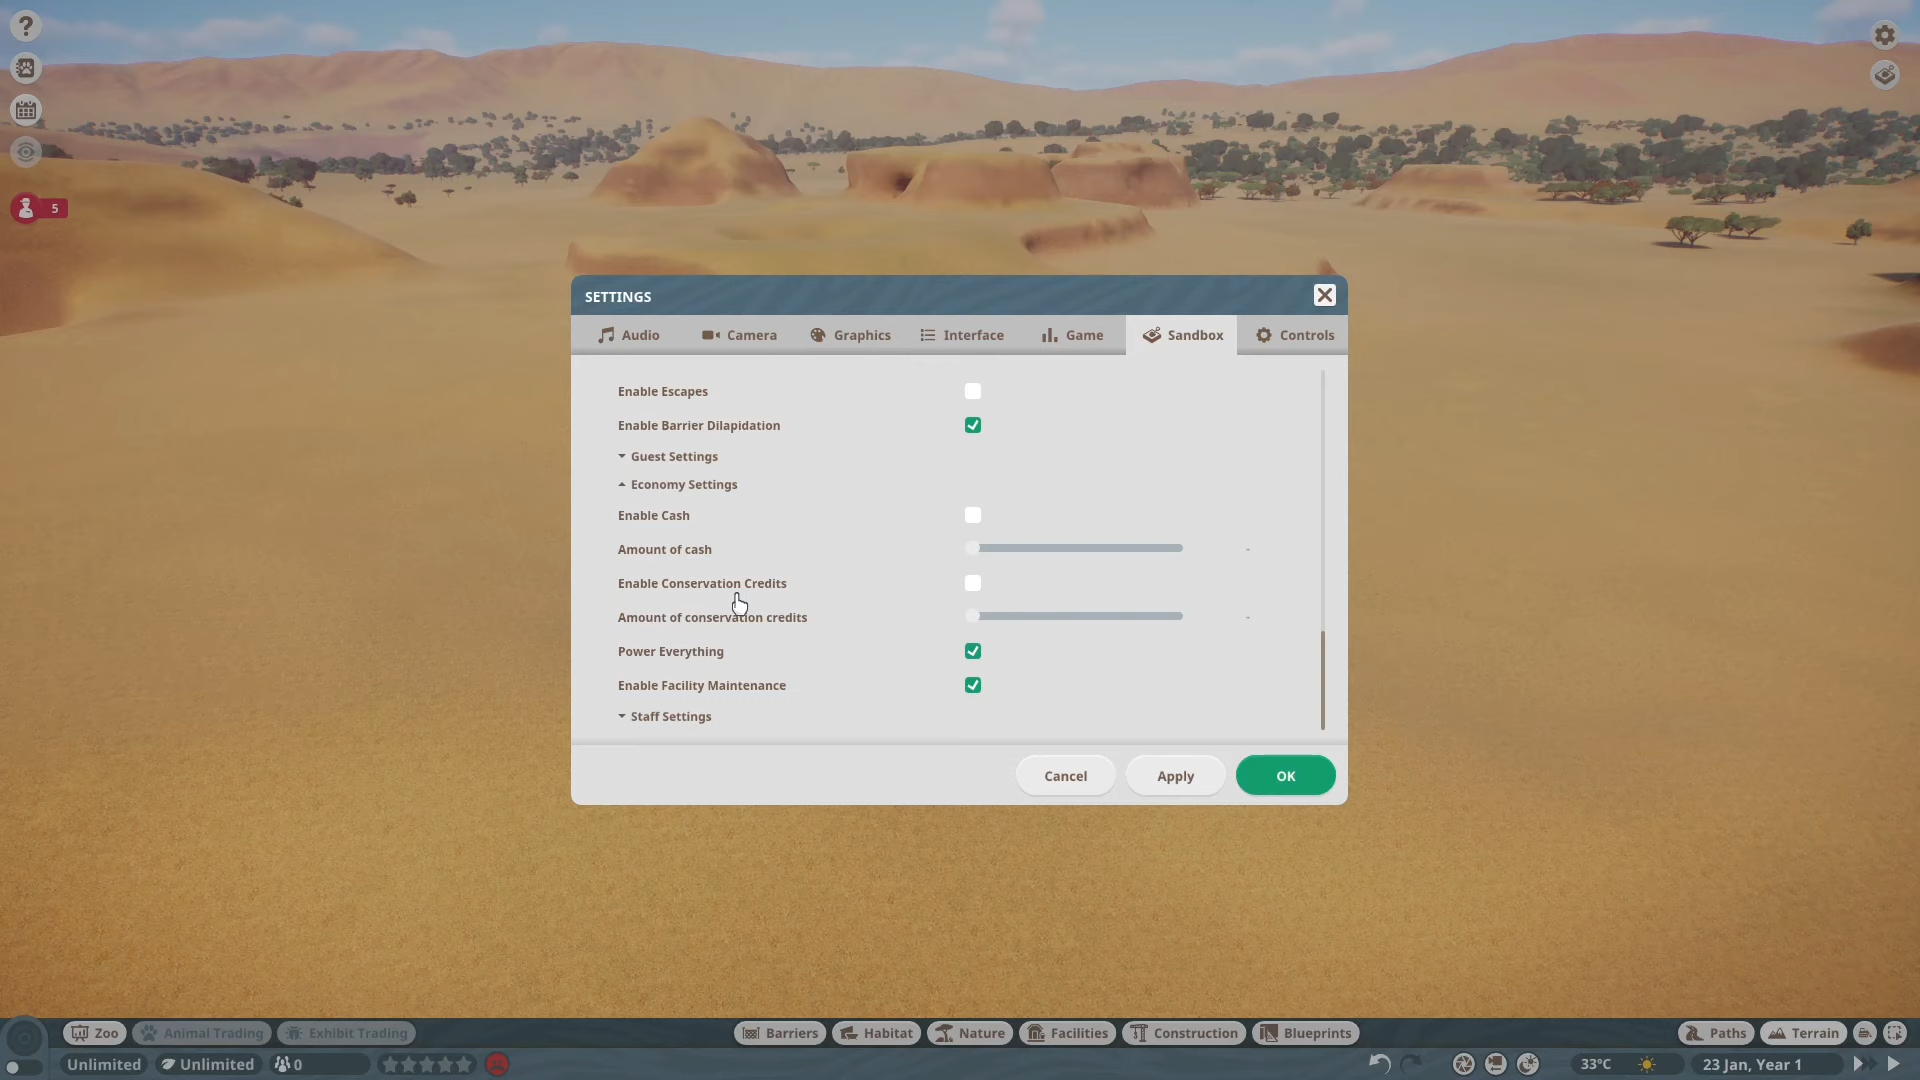 ?
5
SETTINGS
Audio
Camera
Graphics
Interface
Game
Sandbox
Controls
Enable Escapes
Enable Barrier Dilapidation
Guest Settings
Economy Settings
Enable Cash
Amount of cash -
Enable Conservation Credits
Amount of conservation credits -
Power Everything
Enable Facility Maintenance
Staff Settings
Cancel
Apply
OK
Zoo
Animal Trading
Exhibit Trading
Barriers
Habitat
Nature
Facilities
Construction
Blueprints
Paths
Terrain
Unlimited
Unlimited
0
33°C
23 Jan, Year 1